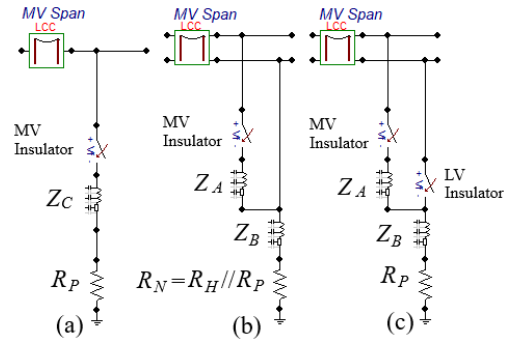 MV Span
LCC
MV
Insulator
Z_C
R_P
(a)
MV Span
LCC
MV
Insulator
Z_A
Z_B
R_N=R_H//R_P
(b)
MV Span
LCC
MV
Insulator
LV
Insulator
Z_A
Z_B
R_P
(c)